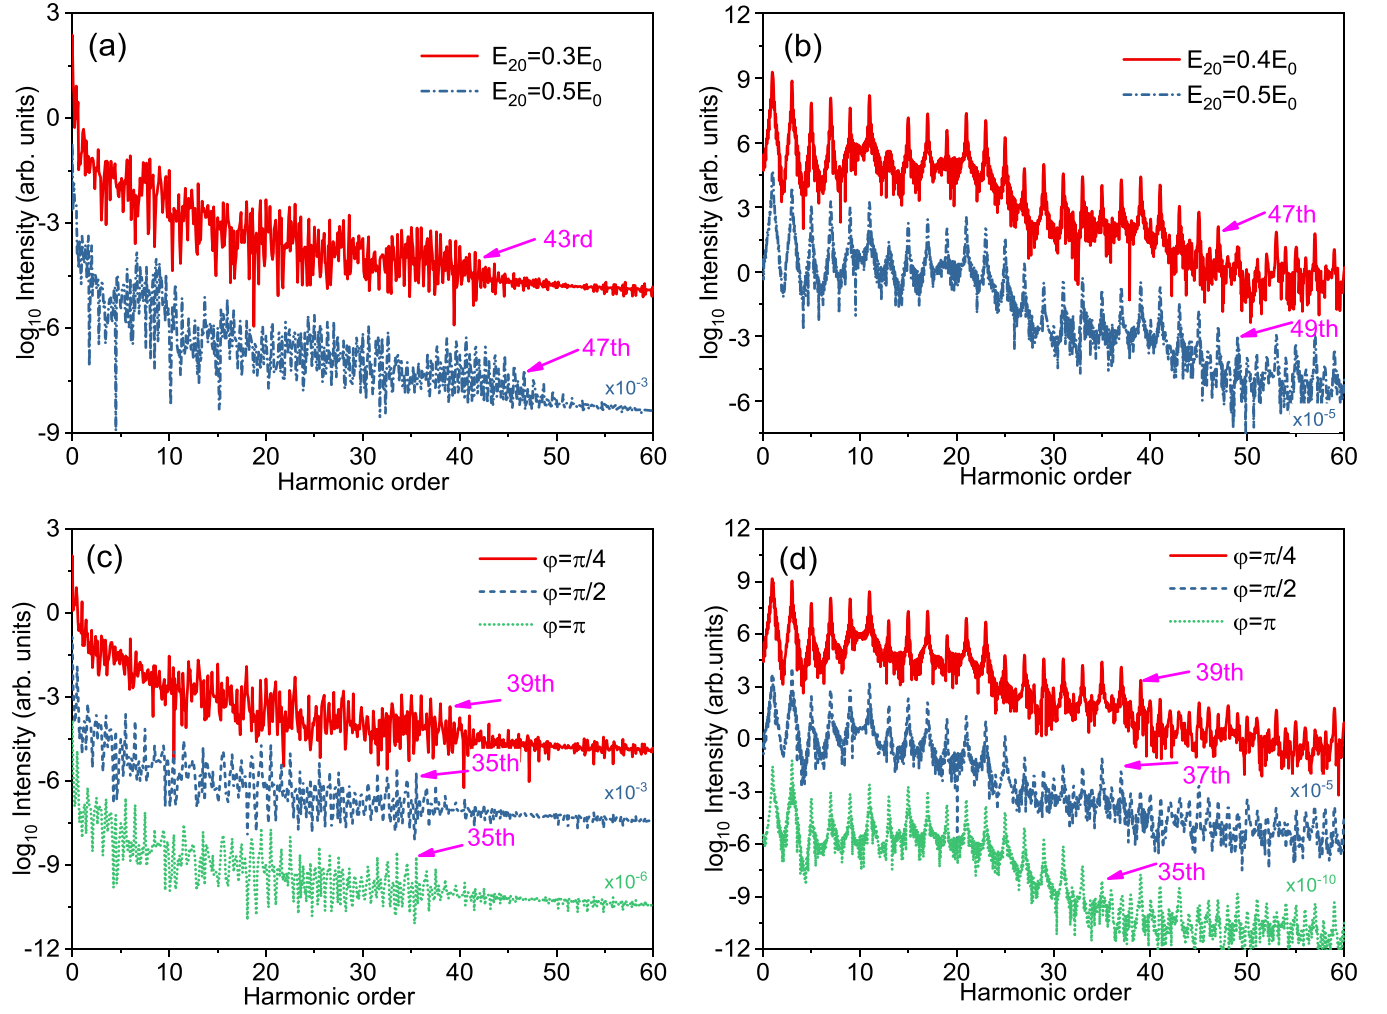 (a)
E20=0.3E0
E20=0.5E0
43rd
47th
x10-3
3
0
-3
-6
-9
log10 Intensity (arb. units)
0 10 20 30 40 50 60
Harmonic order
(b)
E20=0.4E0
E20=0.5E0
47th
49th
x10-5
12
9
6
3
0
-3
-6
log10 Intensity (arb. units)
0 10 20 30 40 50 60
Harmonic order
(c)
φ=π/4
φ=π/2
φ=π
39th
35th
x10-3
35th
x10-6
3
0
-3
-6
-9
-12
log10 Intensity (arb. units)
0 10 20 30 40 50 60
Harmonic order
(d)
φ=π/4
φ=π/2
φ=π
39th
37th
x10-5
35th
x10-10
12
9
6
3
0
-3
-6
-9
-12
log10 Intensity (arb.units)
0 10 20 30 40 50 60
Harmonic order